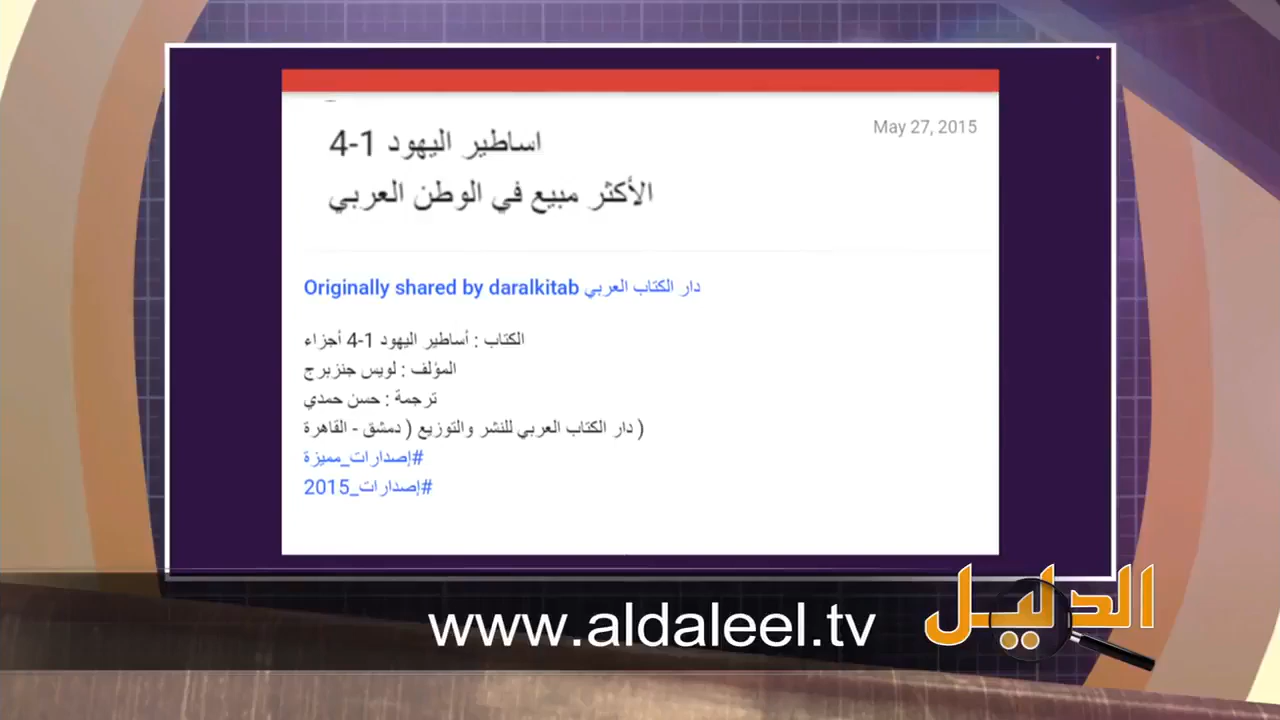 May 27, 2015
اساطير اليهود 1-4
الأكثر مبيع في الوطن العربي
Originally shared by daralkitab دار الكتاب العربي
الكتاب : أساطير اليهود 1-4 أجزاء
المؤلف : لويس جنزبرج
ترجمة : حسن حمدي
دار الكتاب العربي للنشر والتوزيع ( دمشق - القاهرة )
#إصدارات_مميزة
#إصدارات_2015
الدليل
www.aldaleel.tv